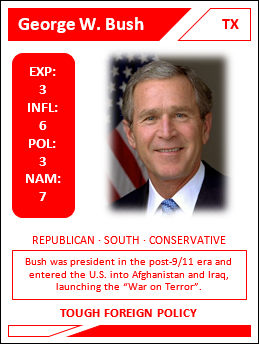 George W. Bush
TX
EXP:
3
INFL:
6
POL:
3
NAM:
7
REPUBLICAN · SOUTH · CONSERVATIVE
Bush was president in the post-9/11 era and
entered the U.S. into Afghanistan and Iraq,
launching the “War on Terror”.
TOUGH FOREIGN POLICY